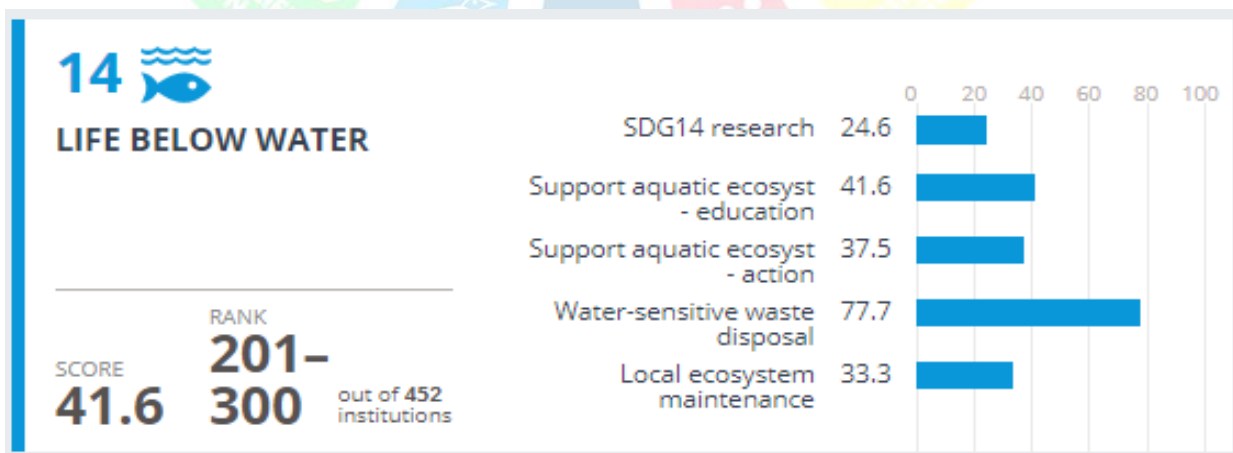 14
LIFE BELOW WATER
SCORE
41.6
RANK
201–
300
out of 452
institutions
0 20 40 60 80 100
SDG14 research 24.6
Support aquatic ecosyst 41.6
- education
Support aquatic ecosyst 37.5
- action
Water-sensitive waste 77.7
disposal
Local ecosystem 33.3
maintenance